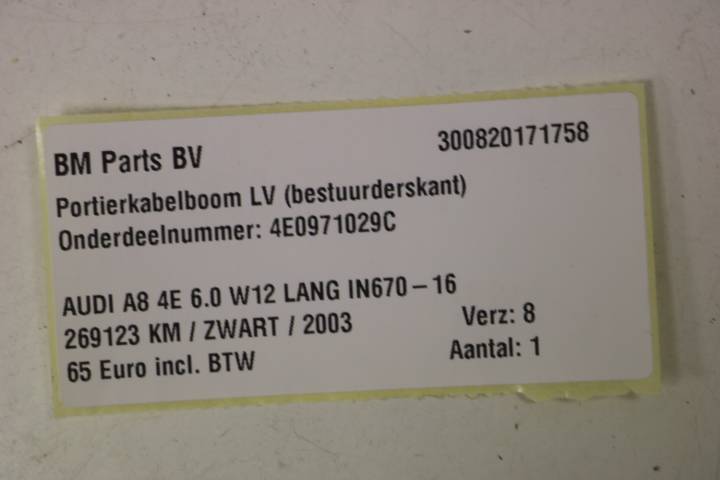 BM Parts BV 300820171758
Portierkabelboom LV (bestuurderskant)
Onderdeelnummer: 4E0971029C
AUDI A8 4E 6.0 W12 LANG IN670-16
269123 KM / ZWART / 2003 Verz: 8
65 Euro incl. BTW Aantal: 1